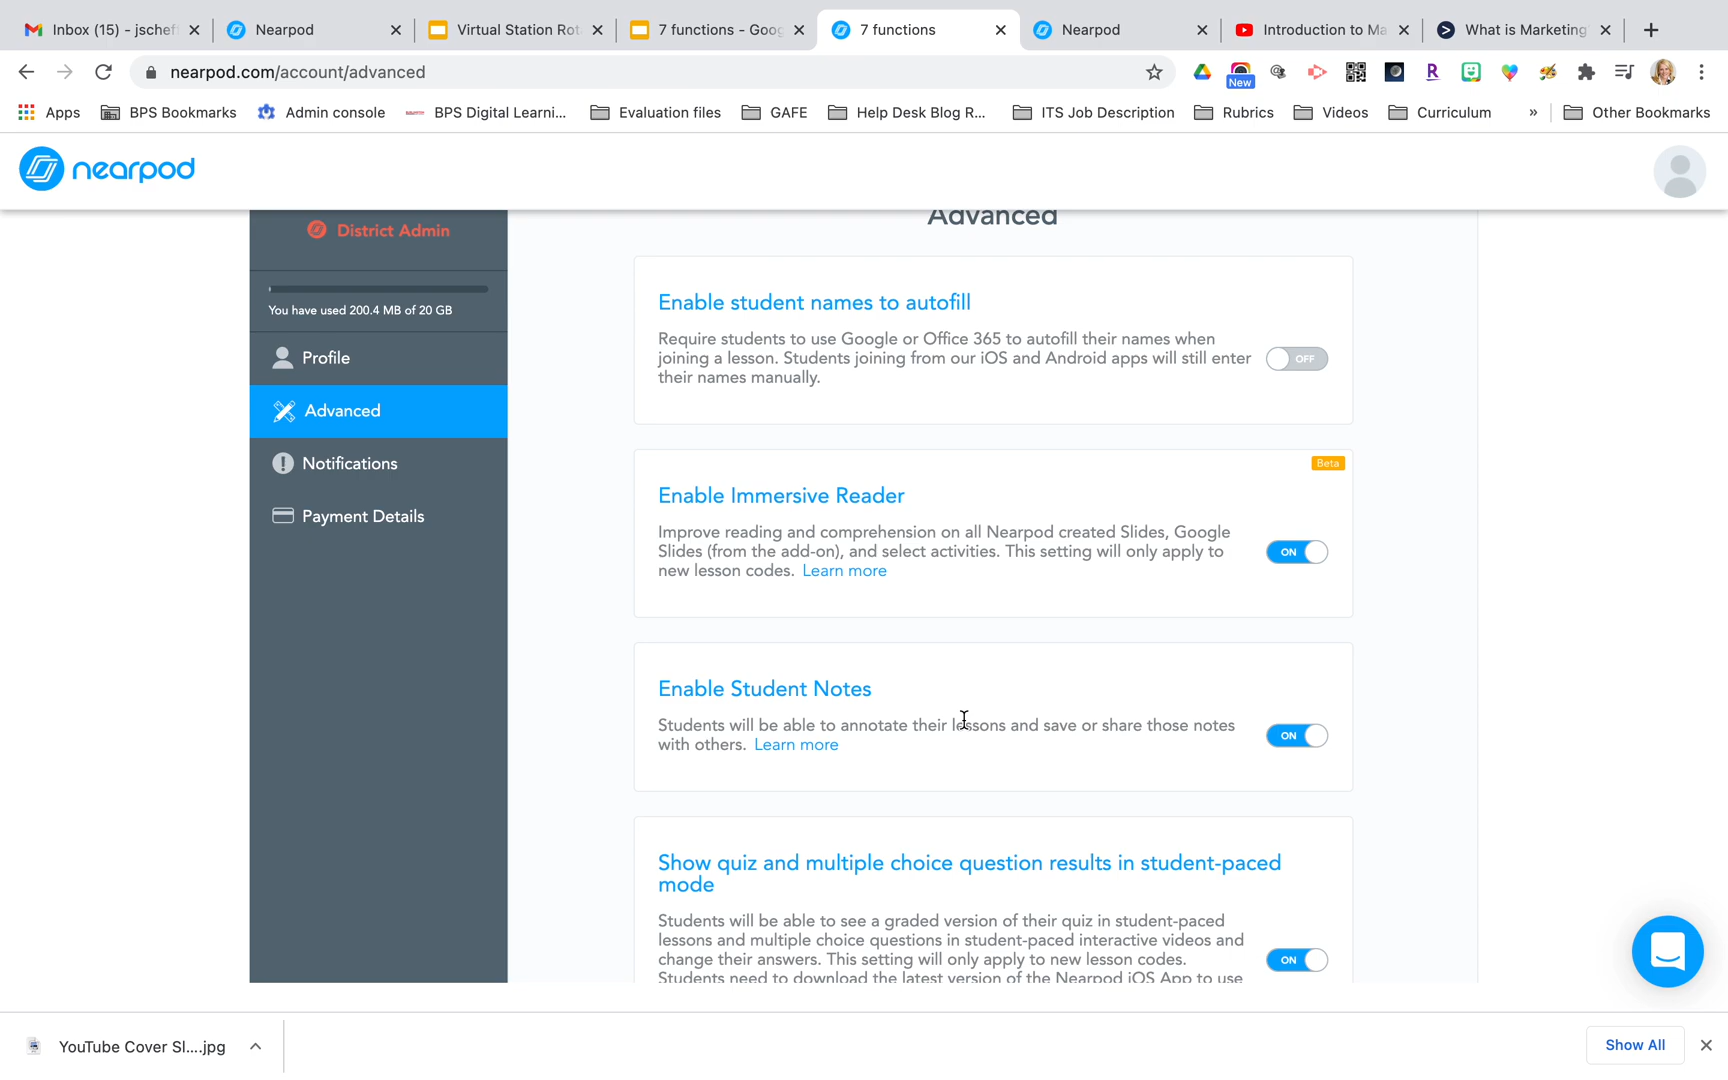 Inbox (15) - jschef
Nearpod
Virtual Station Rot
7 functions - Goog
7 functions
Nearpod
Introduction to Ma
What is Marketing
nearpod.com/account/advanced
New
Apps
BPS Bookmarks
Admin console
BPS Digital Learni...
Evaluation files
GAFE
Help Desk Blog R...
ITS Job Description
Rubrics
Videos
Curriculum
»
Other Bookmarks
nearpod
District Admin
You have used 200.4 MB of 20 GB
Profile
Advanced
Notifications
Payment Details
Advanced
Enable student names to autofill
Require students to use Google or Office 365 to autofill their names when
joining a lesson. Students joining from our iOS and Android apps will still enter
their names manually.
OFF
Beta
Enable Immersive Reader
Improve reading and comprehension on all Nearpod created Slides, Google
Slides (from the add-on), and select activities. This setting will only apply to
new lesson codes. Learn more
ON
Enable Student Notes
Students will be able to annotate their lessons and save or share those notes
with others. Learn more
ON
Show quiz and multiple choice question results in student-paced
mode
Students will be able to see a graded version of their quiz in student-paced
lessons and multiple choice questions in student-paced interactive videos and
change their answers. This setting will only apply to new lesson codes.
Students need to download the latest version of the Nearpod iOS App to use
ON
YouTube Cover Sl....jpg
Show All